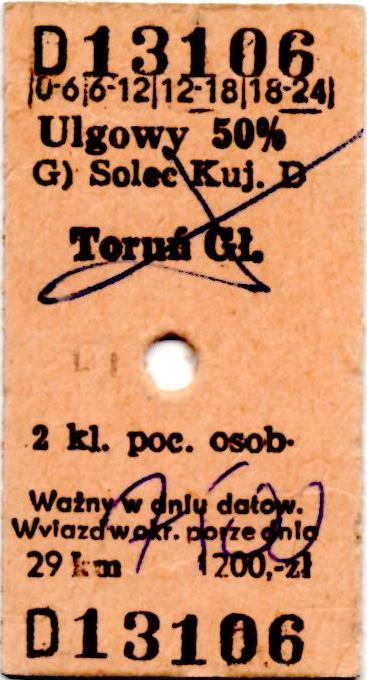 D13106
|0-6|6-12|12-18|18-24|
Ulgowy 50%
G) Solec Kuj. D
Toruń Gł.
2 kl. poc. osob.
Ważny w dniu datow.
Wyjazd w okr. porze dnia
29 km 1200,-zł
D13106